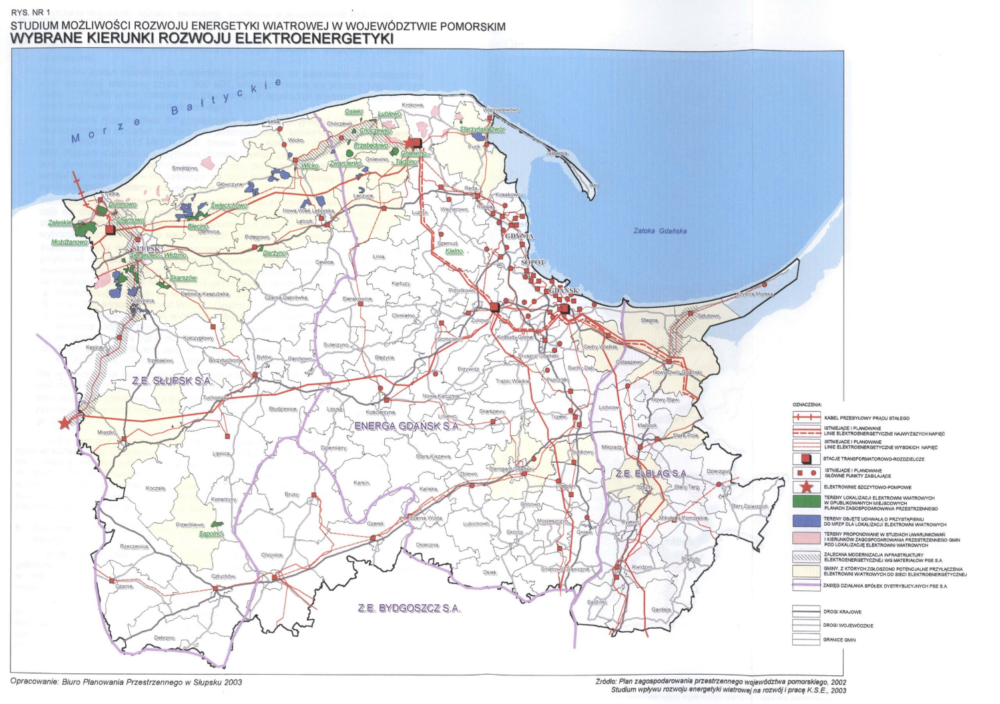 RYS. NR 1
STUDIUM MOŻLIWOŚCI ROZWOJU ENERGETYKI WIATROWEJ W WOJEWÓDZTWIE POMORSKIM
WYBRANE KIERUNKI ROZWOJU ELEKTROENERGETYKI
Morze Bałtyckie
Zatoka Gdańska
Osieki
Lublewo
Krokowa
Władysławowo
Łeba
Choczewo
Choczewko
Starzyński Dwór
Wicko
Przebędowo
Puck
Gniewino
- Tadzino
Jastarnia
Wicko
Zwarcienko
Gniewino
Smołdzino
Główczyce
Hel
Ustka
Duninowo
Święcichowo
Łęczyce
Reda
Kosakowo
Rumia
Wejherowo
Luzino
Nowa Wieś Lęborska
Lębork
Zaleskie
Charnowo
Bięcino
Damnica
Możdżanowo
Potęgowo
Darżyno
GDYNIA
Szemud
Kielno
SŁUPSK
Sierakowo - Widzino
Linia
Cewice
SOPOT
Skarszów
Kartuzy
Przodkowo
GDAŃSK
Dębnica Kaszubska
Czarna Dąbrówka
Sierakowice
Kobylnica
Chmielno
Żukowo
Krynica Morska
Stegna
Sztutowo
Kołczygłowy
Somonino
Kolbudy Górne
Kępice
Suleczyno
Cedry Wielkie
Trzebielino
Borzytuchom
Bytów
Parchowo
Stężyca
Pruszcz Gdański
Ostaszewo
Przywidz
Suchy Dąb
Nowy Dwór Gdański
Z.E. SŁUPSK S.A.
Trąbki Wielkie
Pszczółki
Tuchomie
Nowa Karczma
Nowy Staw
Studzienice
Lipusz
Kościerzyna
Liniewo
Skarszewy
Tczew
Lichnowy
ENERGA GDAŃSK S.A.
Malbork
Miastko
Stare Pole
Dziemiany
Miłoradz
Lipnica
Stara Kiszewa
Subkowy
Starogard Gdański
Zblewo
Z.E. ELBLĄG S.A.
Dzierzgoń
Koczała
Karsin
Kaliska
Pelplin
Sztum
Stary Targ
Konarzyny
Brusy
Bobowo
Stary Dzierzgoń
Przechlewo
Czersk
Czarna Woda
Lubichowo
Morzeszczyn
Ryjewo
Mikołajki Pomorskie
Sąpolno
Skórcz
Gniew
Rzeczenica
Osieczna
Chojnice
Prabuty
Człuchów
Osiek
Smętowo Graniczne
Kwidzyn
Czarne
Sadlinki
Gardeja
Z.E. BYDGOSZCZ S.A.
Debrzno
OZNACZENIA:
KABEL PRZESYŁOWY PRĄDU STAŁEGO
ISTNIEJĄCE I PLANOWANE
LINIE ELEKTROENERGETYCZNE NAJWYŻSZYCH NAPIĘĆ
ISTNIEJĄCE I PLANOWANE
LINIE ELEKTROENERGETYCZNE WYSOKICH NAPIĘĆ
STACJE TRANSFORMATOROWO-ROZDZIELCZE
ISTNIEJĄCE I PLANOWANE
GŁÓWNE PUNKTY ZASILAJĄCE
ELEKTROWNIE SZCZYTOWO-POMPOWE
TERENY LOKALIZACJI ELEKTROWNI WIATROWYCH
W OPUBLIKOWANYCH MIEJSCOWYCH
PLANACH ZAGOSPODAROWANIA PRZESTRZENNEGO
TERENY OBJĘTE UCHWAŁĄ O PRZYSTĄPIENIU
DO MPZP DLA LOKALIZACJI ELEKTROWNI WIATROWYCH
TERENY PROPONOWANE W STUDIACH UWARUNKOWAŃ
I KIERUNKÓW ZAGOSPODAROWANIA PRZESTRZENNEGO GMIN
POD LOKALIZACJĘ ELEKTROWNI WIATROWYCH
ZALECANA MODERNIZACJA INFRASTRUKTURY
ELEKTROENERGETYCZNEJ WG MATERIAŁÓW PSE S.A.
GMINY, Z KTÓRYCH ZGŁOSZONO POTENCJALNE PRZYŁĄCZENIA
ELEKTROWNI WIATROWYCH DO SIECI ELEKTROENERGETYCZNEJ
ZASIĘG DZIAŁANIA SPÓŁEK DYSTRYBUCYJNYCH PSE S.A.
DROGI KRAJOWE
DROGI WOJEWÓDZKIE
GRANICE GMIN
Opracowanie: Biuro Planowania Przestrzennego w Słupsku 2003
Źródło: Plan zagospodarowania przestrzennego województwa pomorskiego, 2002
Studium wpływu rozwoju energetyki wiatrowej na rozwój i pracę K.S.E., 2003